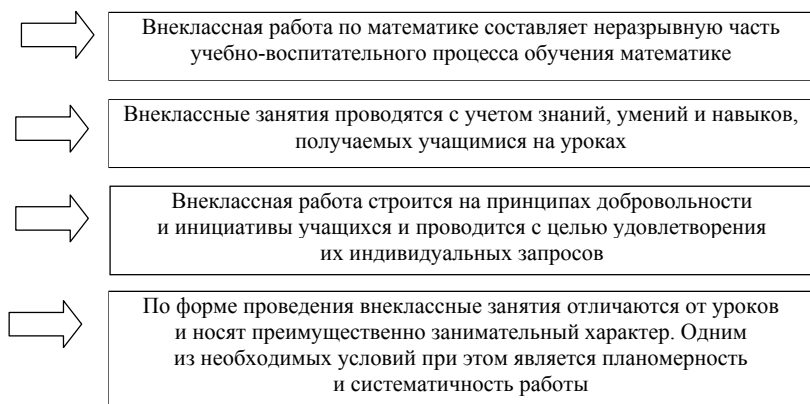 Внеклассная работа по математике составляет неразрывную часть
учебно-воспитательного процесса обучения математике
Внеклассные занятия проводятся с учетом знаний, умений и навыков,
получаемых учащимися на уроках
Внеклассная работа строится на принципах добровольности
и инициативы учащихся и проводится с целью удовлетворения
их индивидуальных запросов
По форме проведения внеклассные занятия отличаются от уроков
и носят преимущественно занимательный характер. Одним
из необходимых условий при этом является планомерность
и систематичность работы